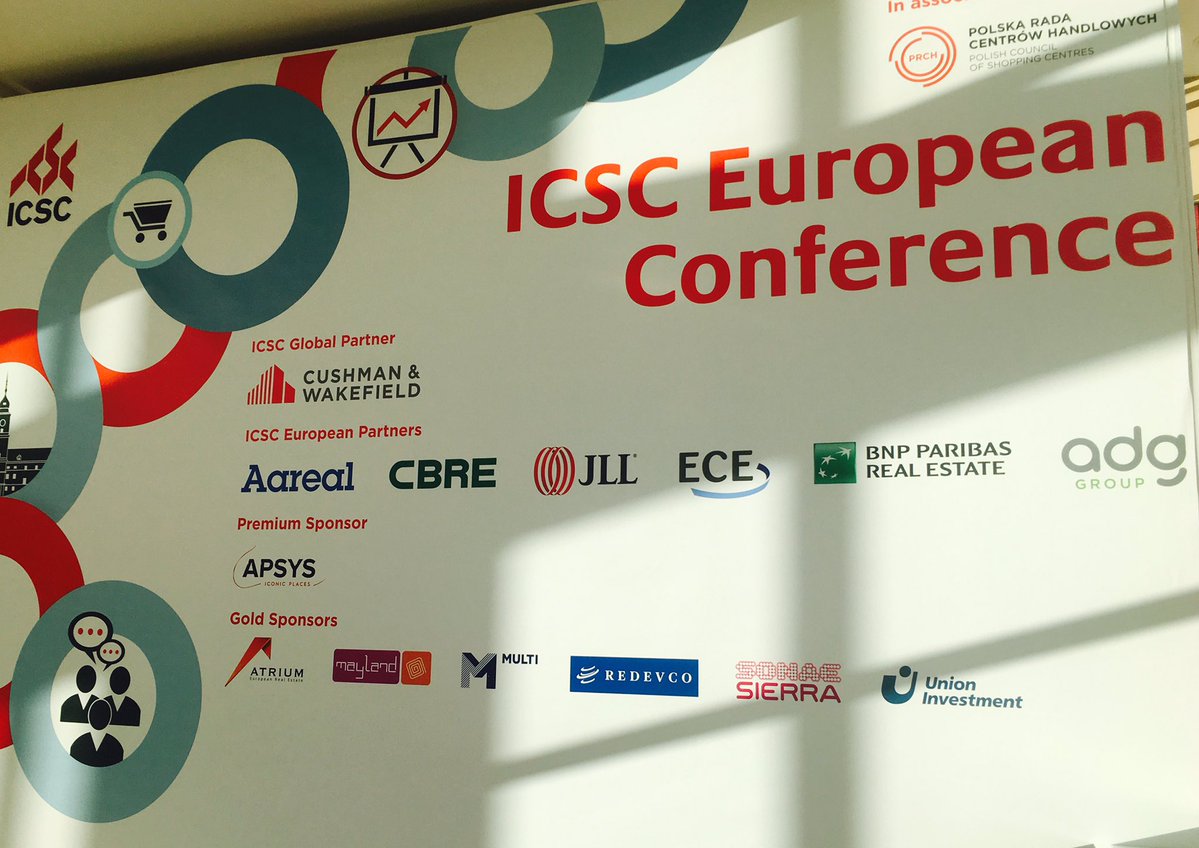 In assoc
PRCH
POLSKA RADA
CENTRÓW HANDLOWYCH
POLISH COUNCIL
OF SHOPPING CENTRES
ICSC
ICSC European
Conference
ICSC Global Partner
CUSHMAN &
WAKEFIELD
ICSC European Partners
Aareal
CBRE
JLL
ECE
BNP PARIBAS
REAL ESTATE
adg
GROUP
Premium Sponsor
APSYS
ICONIC PLACES
Gold Sponsors
ATRIUM
European Real Estate
mayland
M MULTI
REDEVCO
SONAE
SIERRA
Union
Investment